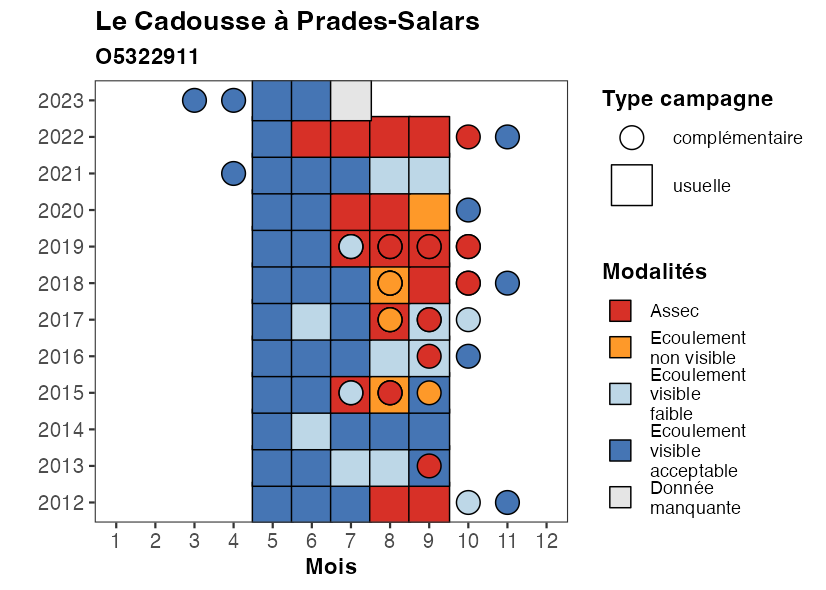 Le Cadousse à Prades-Salars
O5322911
2023
2022
2021
2020
2019
2018
2017
2016
2015
2014
2013
2012
1 2 3 4 5 6 7 8 9 10 11 12
Mois
Type campagne
complémentaire
usuelle
Modalités
Assec
Ecoulement
non visible
Ecoulement
visible
faible
Ecoulement
visible
acceptable
Donnée
manquante